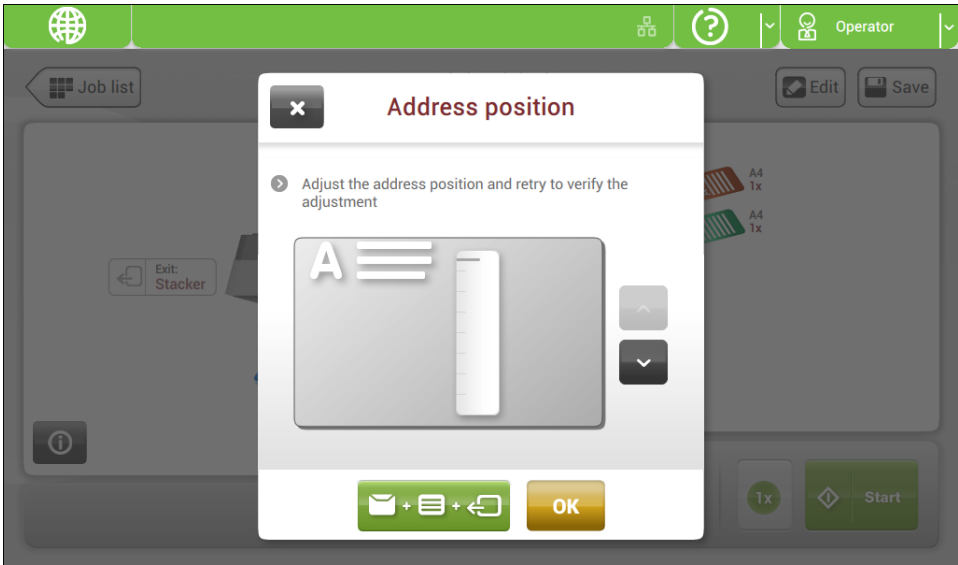 Operator
Job list
Edit
Save
Address position
Adjust the address position and retry to verify the
adjustment
A4
1x
A4
1x
Exit:
Stacker
A
OK
1x
Start